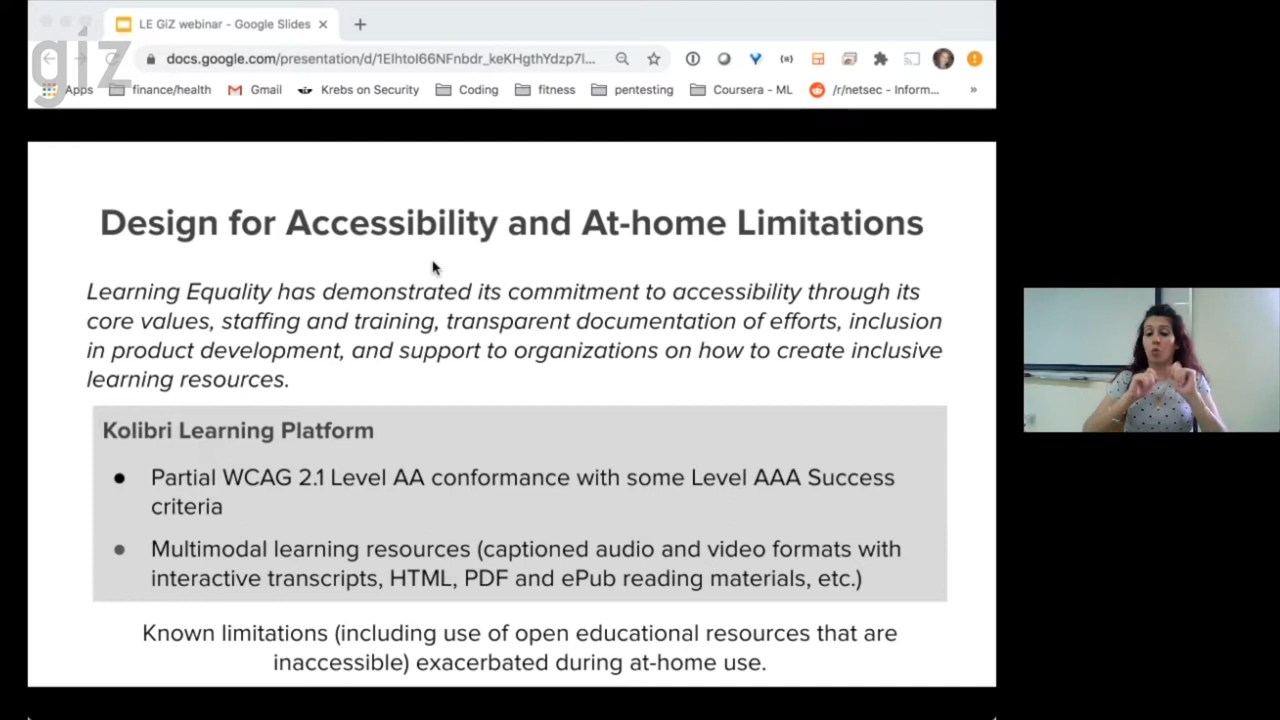 LE GiZ webinar - Google Slides
giz
docs.google.com/presentation/d/1Elhtol66NFnbdr_keKHgthYdzp7l...
Apps
finance/health
Gmail
Krebs on Security
Coding
fitness
pentesting
Coursera - ML
/r/netsec - Inform...
»
Design for Accessibility and At-home Limitations
Learning Equality has demonstrated its commitment to accessibility through its
core values, staffing and training, transparent documentation of efforts, inclusion
in product development, and support to organizations on how to create inclusive
learning resources.
Kolibri Learning Platform
● Partial WCAG 2.1 Level AA conformance with some Level AAA Success
criteria
● Multimodal learning resources (captioned audio and video formats with
interactive transcripts, HTML, PDF and ePub reading materials, etc.)
Known limitations (including use of open educational resources that are
inaccessible) exacerbated during at-home use.